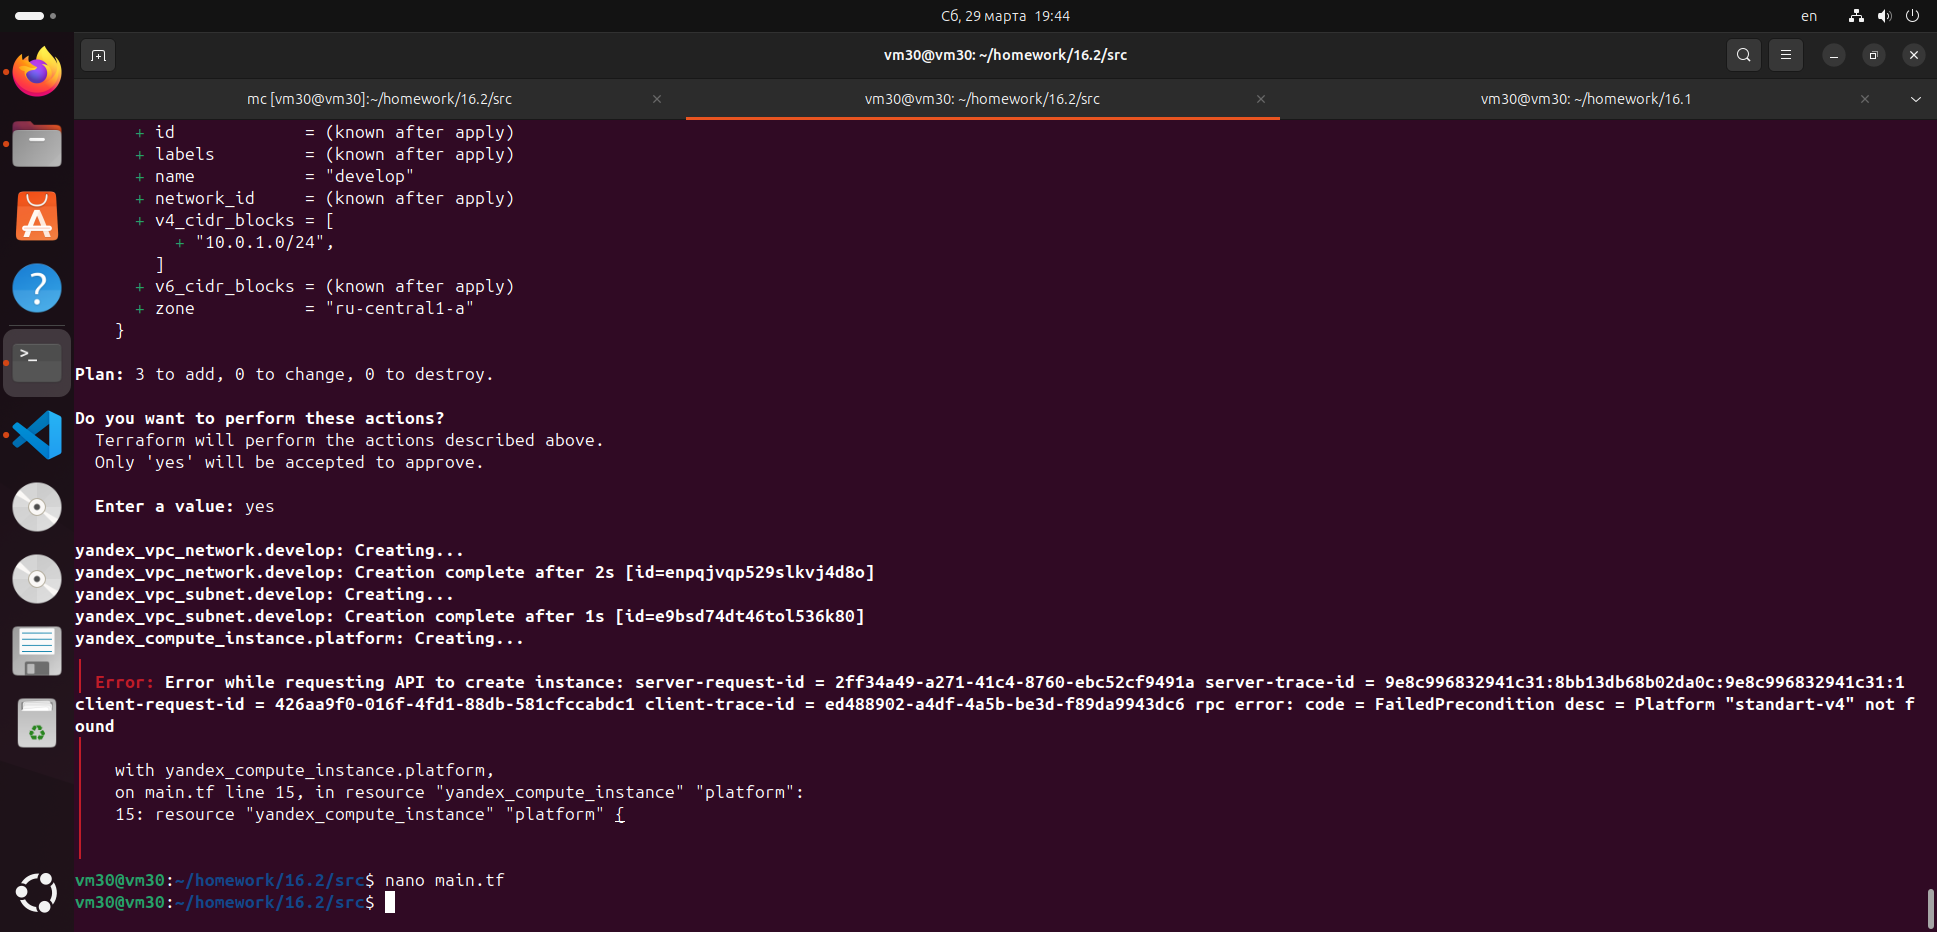 Сб, 29 марта 19:44
en
vm30@vm30: ~/homework/16.2/src
mc [vm30@vm30]:~/homework/16.2/src
vm30@vm30: ~/homework/16.2/src
vm30@vm30: ~/homework/16.1
+ id = (known after apply)
+ labels = (known after apply)
+ name = "develop"
+ network_id = (known after apply)
+ v4_cidr_blocks = [
+ "10.0.1.0/24",
]
+ v6_cidr_blocks = (known after apply)
+ zone = "ru-central1-a"
}
Plan: 3 to add, 0 to change, 0 to destroy.
Do you want to perform these actions?
Terraform will perform the actions described above.
Only 'yes' will be accepted to approve.
Enter a value: yes
yandex_vpc_network.develop: Creating...
yandex_vpc_network.develop: Creation complete after 2s [id=enpqjvqp529slkvj4d8o]
yandex_vpc_subnet.develop: Creating...
yandex_vpc_subnet.develop: Creation complete after 1s [id=e9bsd74dt46tol536k80]
yandex_compute_instance.platform: Creating...
Error: Error while requesting API to create instance: server-request-id = 2ff34a49-a271-41c4-8760-ebc52cf9491a server-trace-id = 9e8c996832941c31:8bb13db68b02da0c:9e8c996832941c31:1
client-request-id = 426aa9f0-016f-4fd1-88db-581cfccabdc1 client-trace-id = ed488902-a4df-4a5b-be3d-f89da9943dc6 rpc error: code = FailedPrecondition desc = Platform "standart-v4" not f
ound
with yandex_compute_instance.platform,
on main.tf line 15, in resource "yandex_compute_instance" "platform":
15: resource "yandex_compute_instance" "platform" {
vm30@vm30:~/homework/16.2/src$ nano main.tf
vm30@vm30:~/homework/16.2/src$